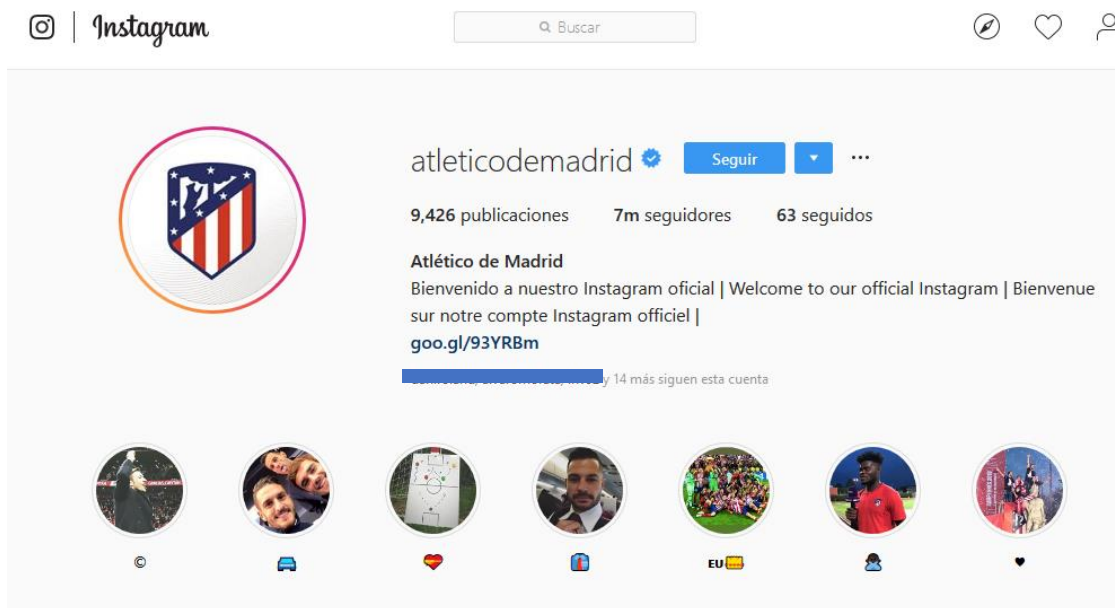 Instagram
Buscar
atleticodemadrid
Seguir
9,426 publicaciones 7m seguidores 63 seguidos
Atlético de Madrid
Bienvenido a nuestro Instagram oficial | Welcome to our official Instagram | Bienvenue
sur notre compte Instagram officiel |
goo.gl/93YRBm
y 14 más siguen esta cuenta
©
EU